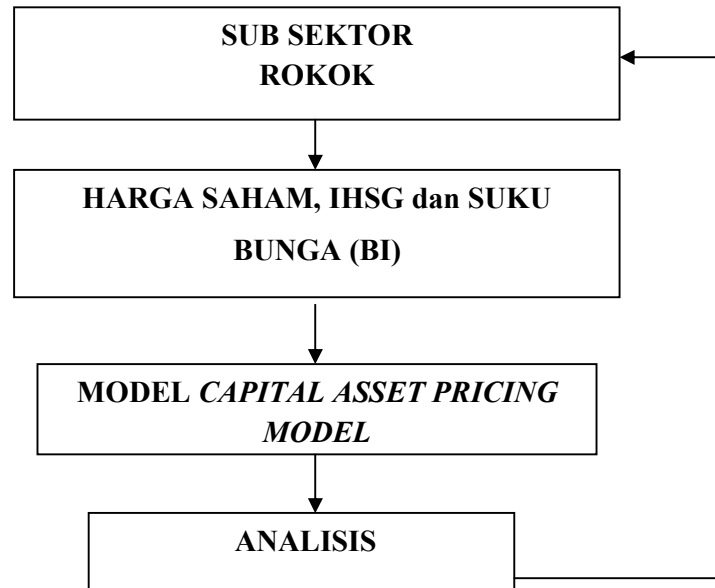 SUB SEKTOR
ROKOK
HARGA SAHAM, IHSG dan SUKU
BUNGA (BI)
MODEL CAPITAL ASSET PRICING
MODEL
ANALISIS